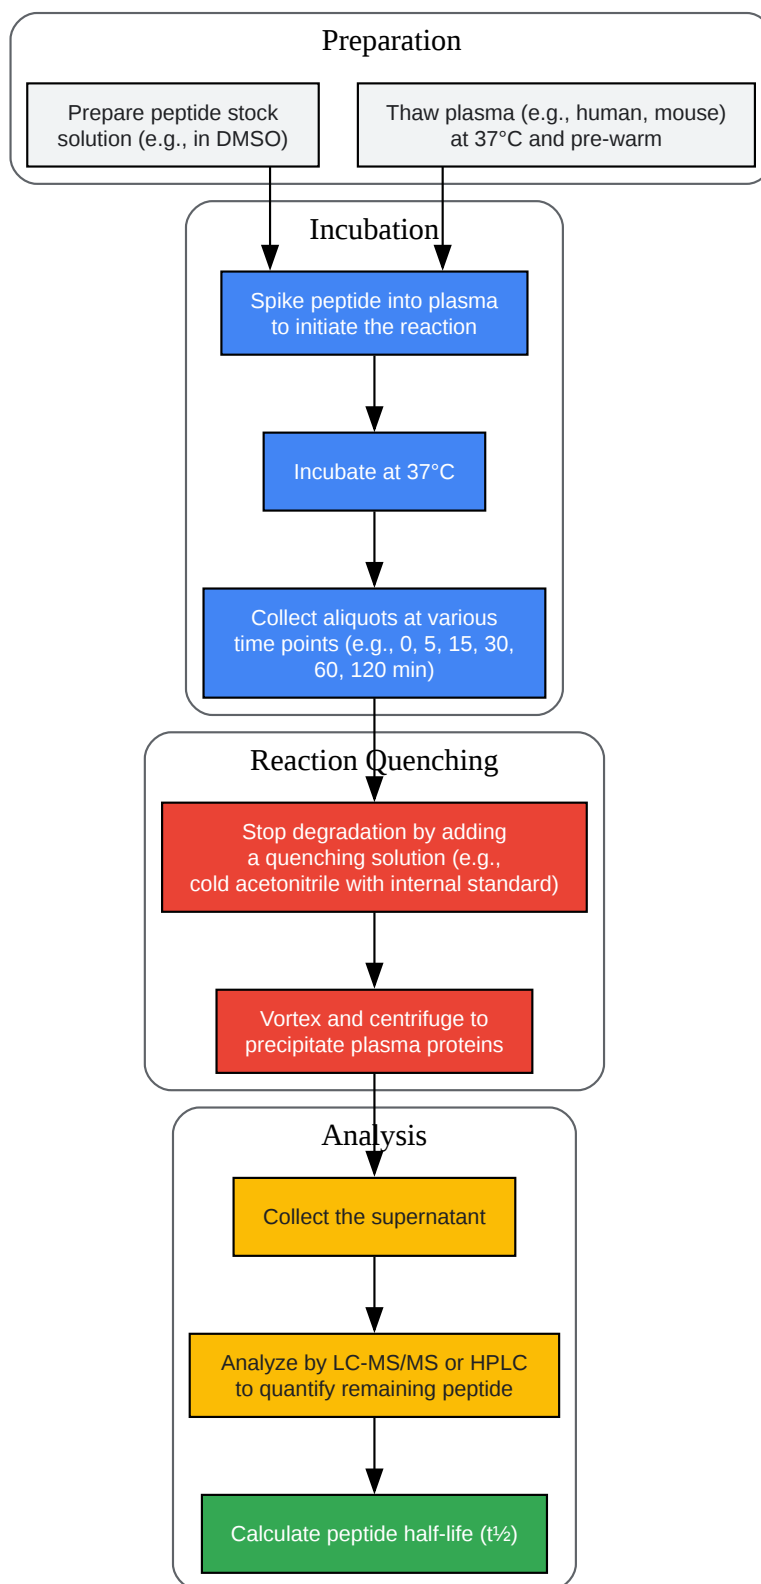 Preparation
Prepare peptide stock
solution (e.g., in DMSO)
Thaw plasma (e.g., human, mouse)
at 37°C and pre-warm
Incubation
Spike peptide into plasma
to initiate the reaction
Incubate at 37°C
Collect aliquots at various
time points (e.g., 0, 5, 15, 30,
60, 120 min)
Reaction Quenching
Stop degradation by adding
a quenching solution (e.g.,
cold acetonitrile with internal standard)
Vortex and centrifuge to
precipitate plasma proteins
Analysis
Collect the supernatant
Analyze by LC-MS/MS or HPLC
to quantify remaining peptide
Calculate peptide half-life (t½)